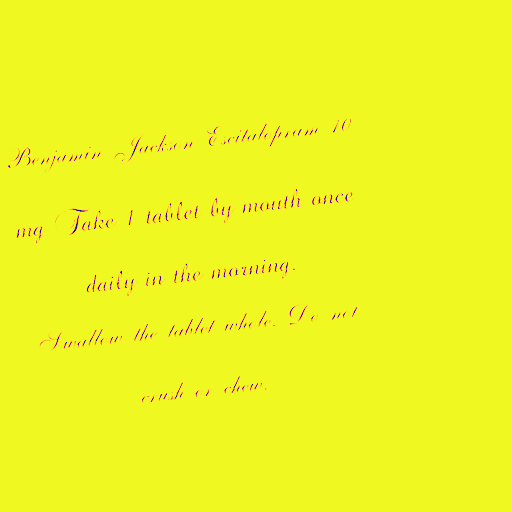 Benjamin Jackson Escitalopram 10
mg Take 1 tablet by mouth once
daily in the morning.
Swallow the tablet whole. Do not
crush or chew.